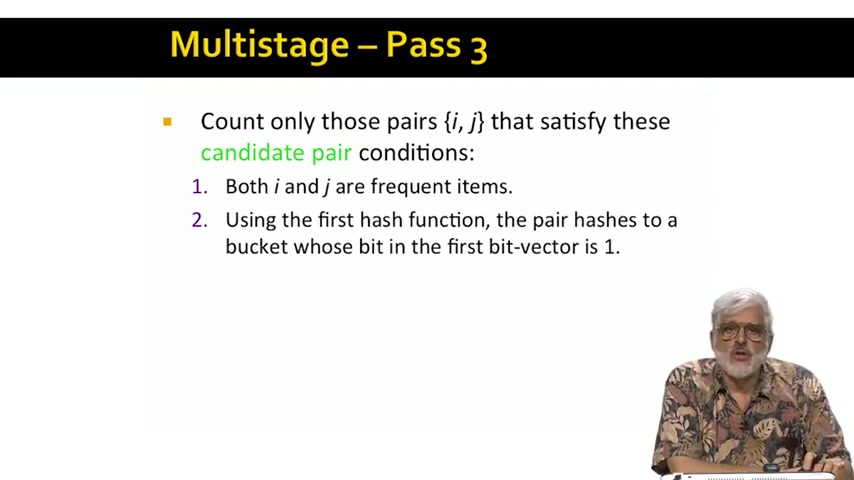 Multistage – Pass 3
Count only those pairs {i, j} that satisfy these
candidate pair conditions:
1. Both i and j are frequent items.
2. Using the first hash function, the pair hashes to a
bucket whose bit in the first bit-vector is 1.